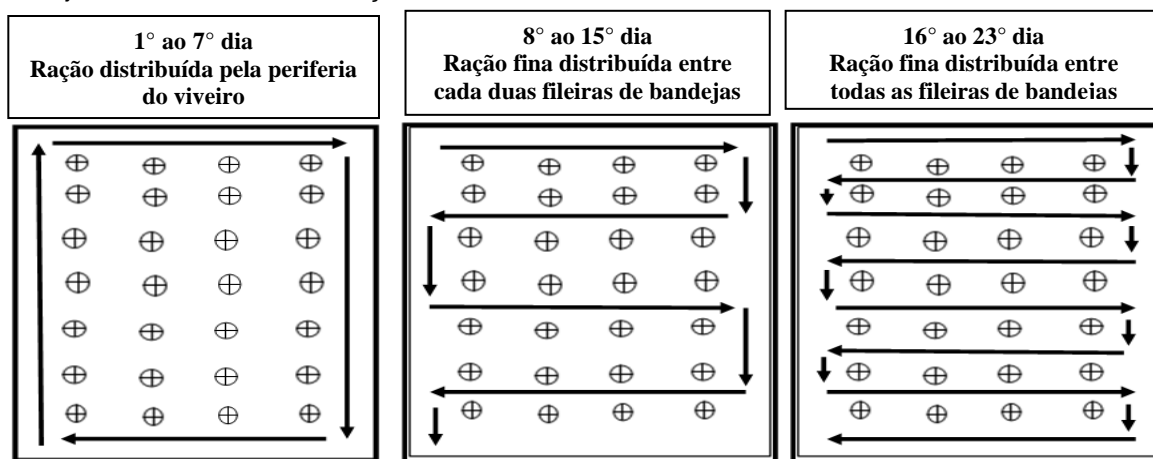 1° ao 7° dia
Ração distribuída pela periferia
do viveiro
8° ao 15° dia
Ração fina distribuída entre
cada duas fileiras de bandejas
16° ao 23° dia
Ração fina distribuída entre
todas as fileiras de bandejas